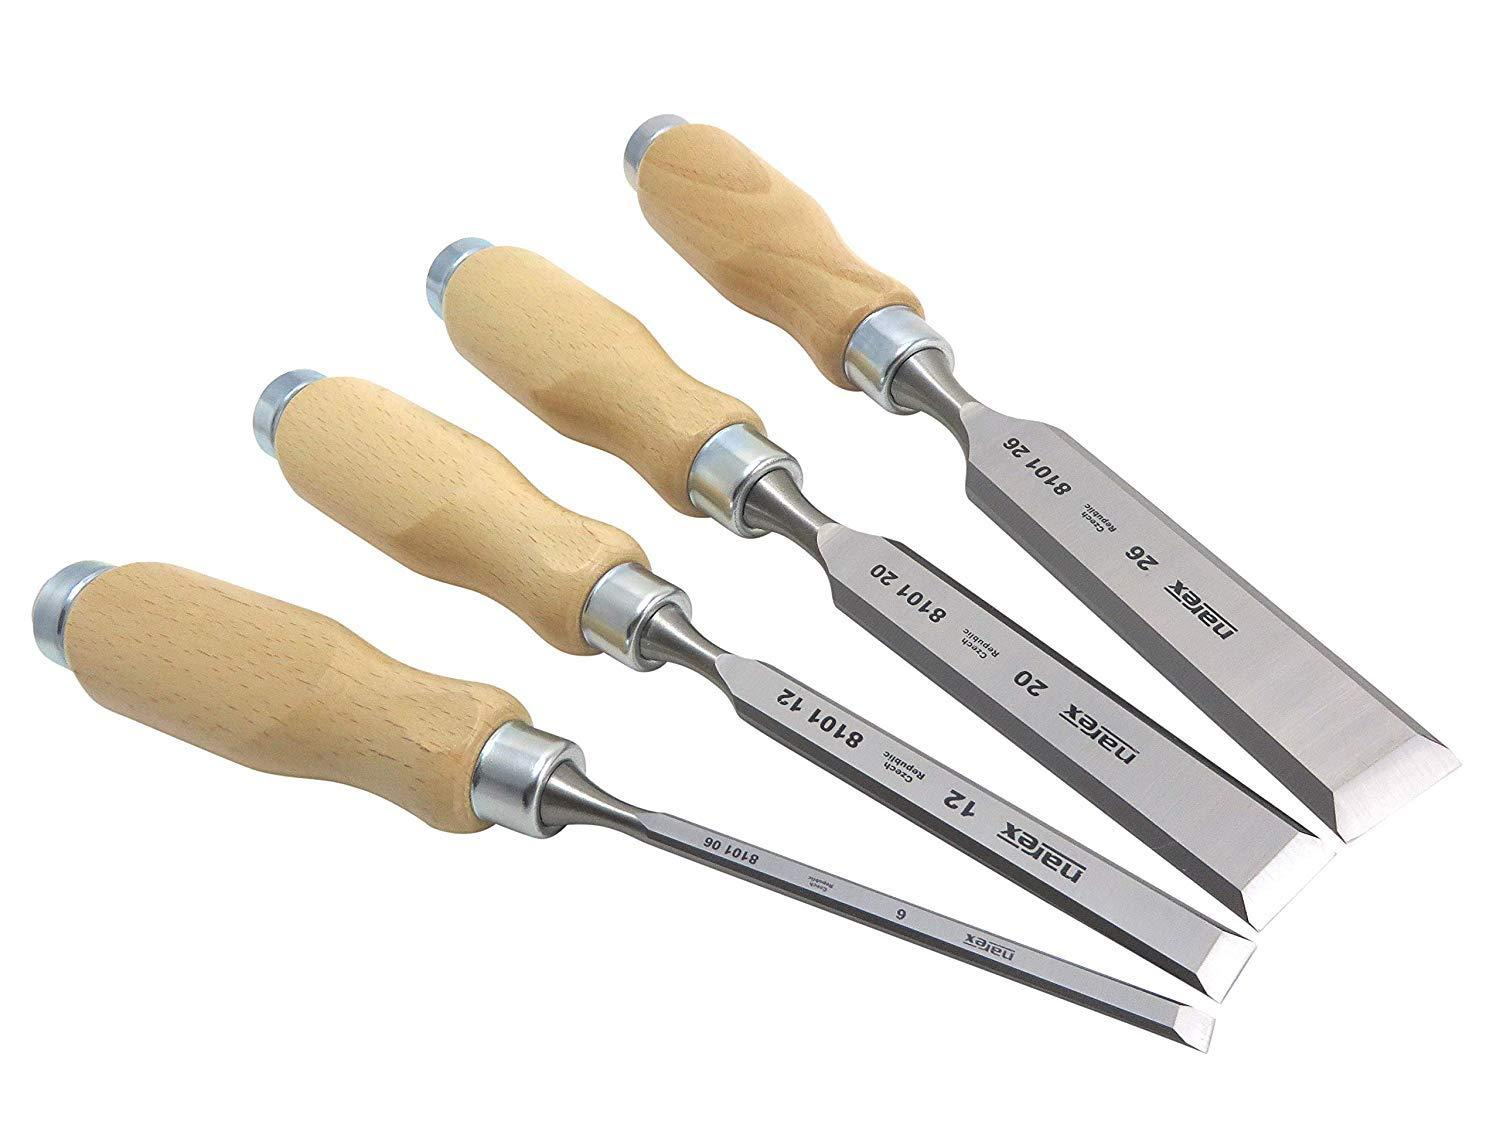 8101 26
Czech
Republic
26
narex
8101 20
Czech
Republic
20
narex
8101 12
Czech
Republic
12
narex
8101 06
Czech
Republic
6
narex